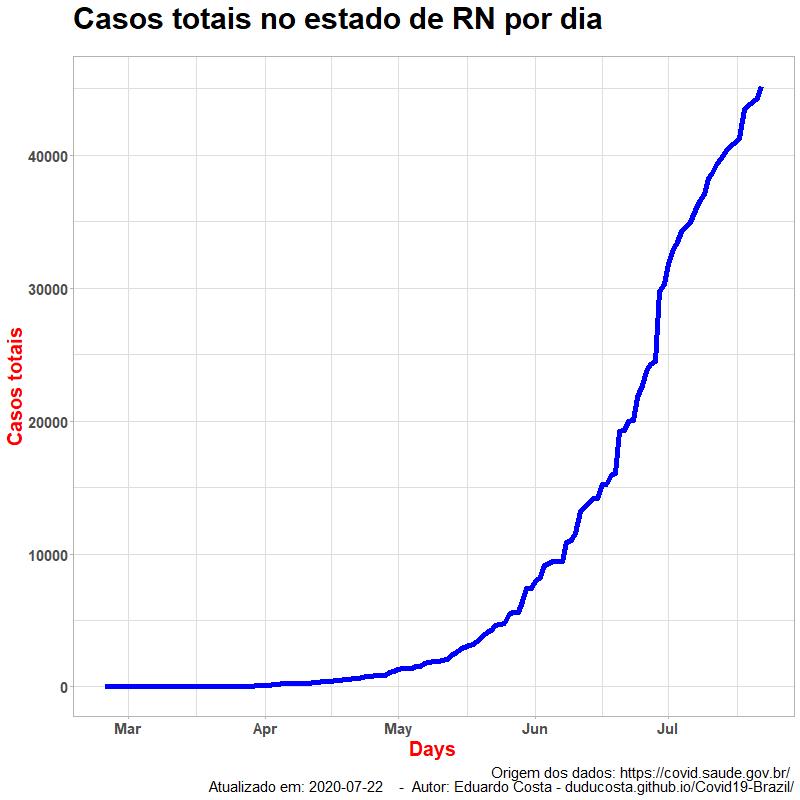 Casos totais no estado de RN por dia
Casos totais
40000
30000
20000
10000
0
Mar Apr May Jun Jul
Days
Origem dos dados: https://covid.saude.gov.br/
Atualizado em: 2020-07-22 - Autor: Eduardo Costa - duducosta.github.io/Covid19-Brazil/